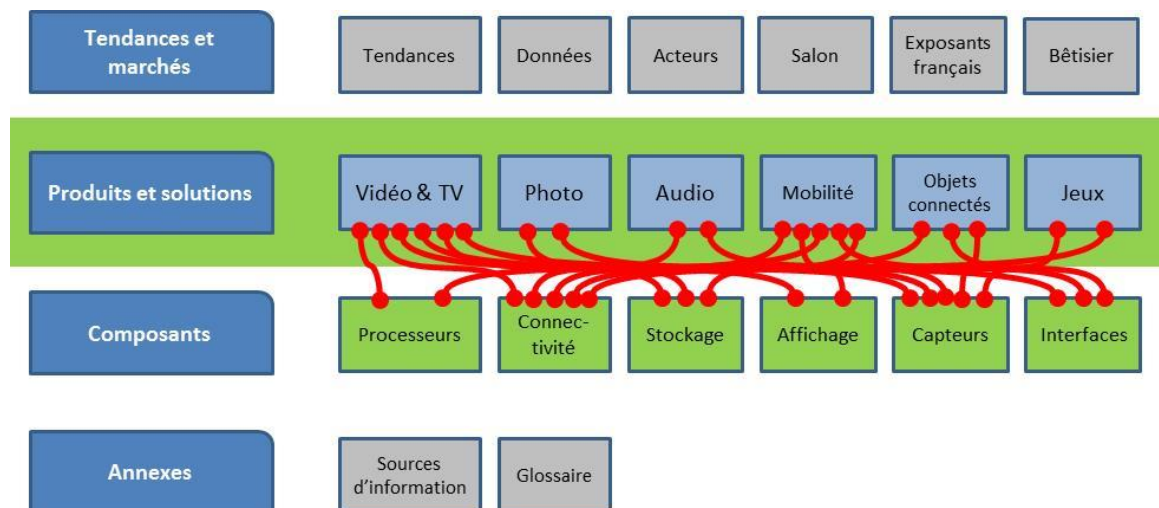 Tendances et
marchés
Tendances
Données
Acteurs
Salon
Exposants
français
Bêtisier
Produits et solutions
Vidéo & TV
Photo
Audio
Mobilité
Objets
connectés
Jeux
Composants
Processeurs
Connec-
tivité
Stockage
Affichage
Capteurs
Interfaces
Annexes
Sources
d'information
Glossaire